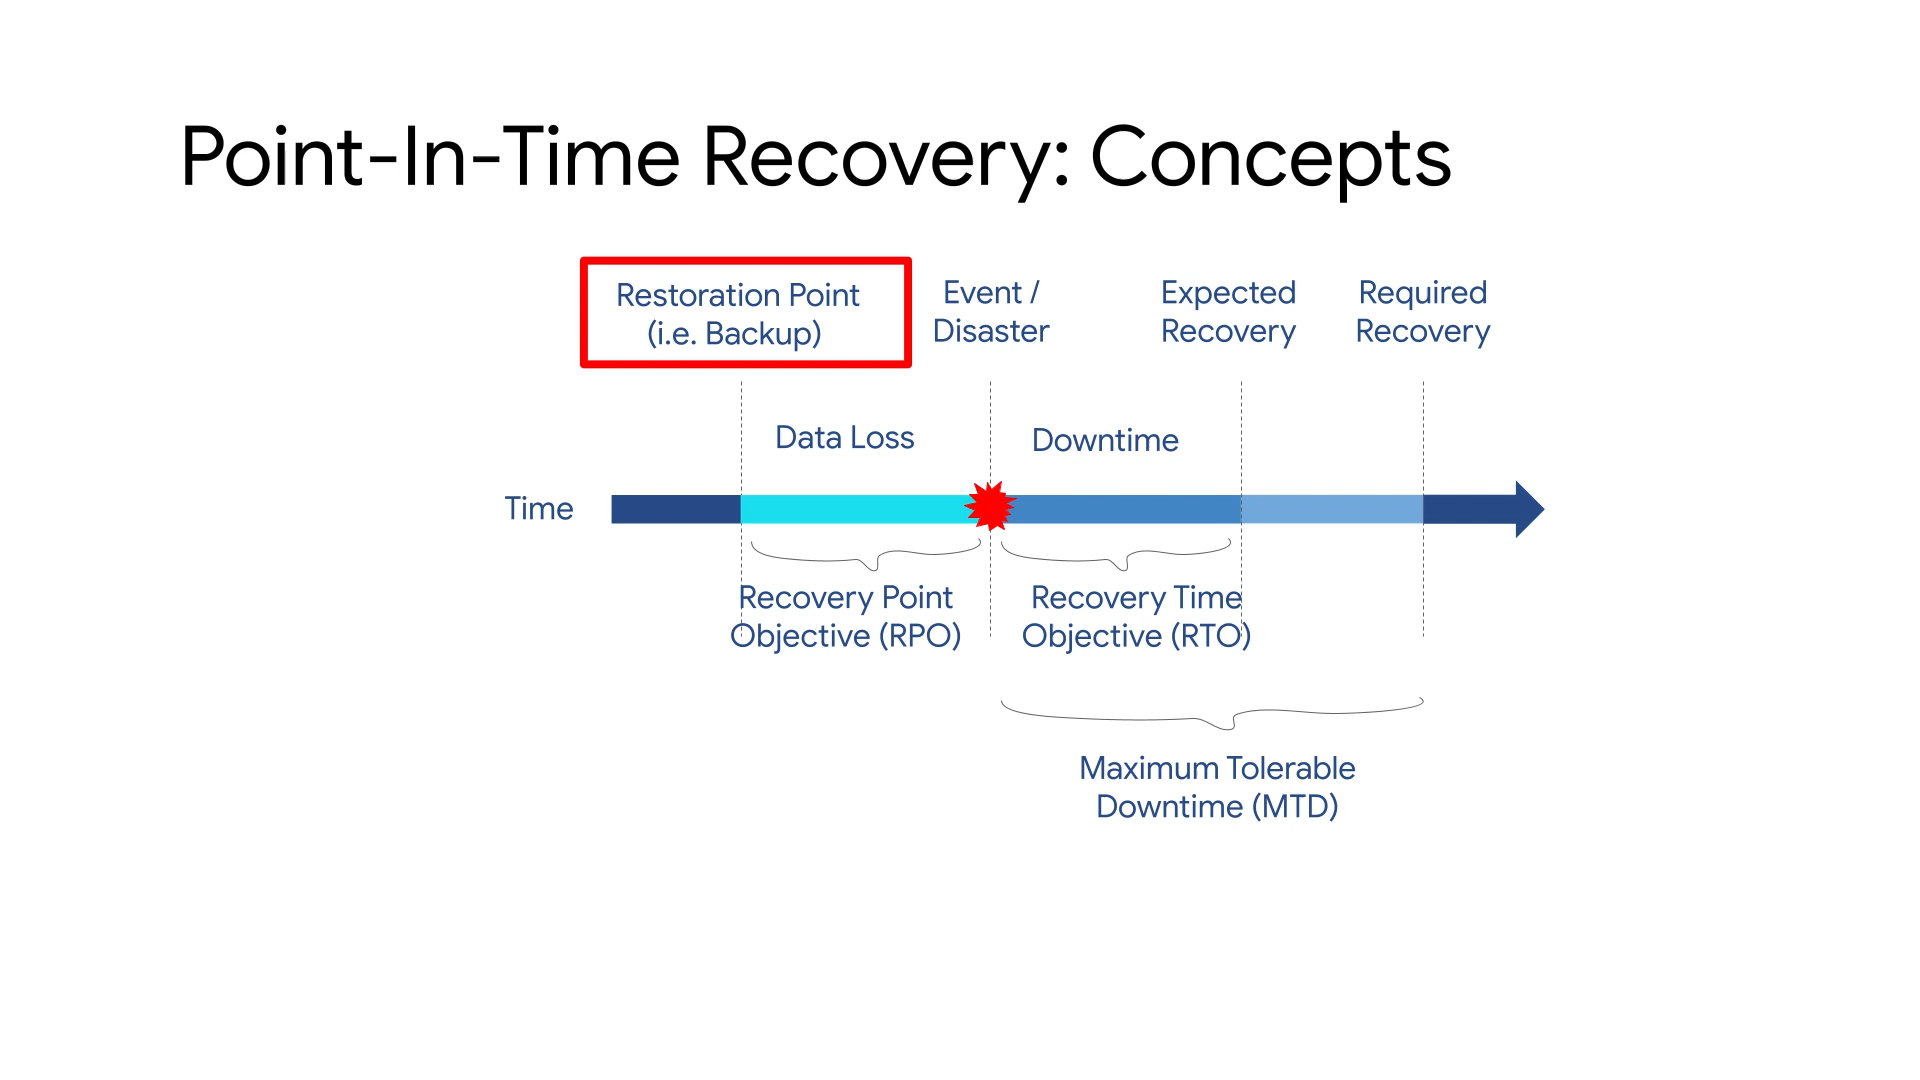 Point-In-Time Recovery: Concepts
Restoration Point
(i.e. Backup)
Event /
Disaster
Expected
Recovery
Required
Recovery
Data Loss
Downtime
Time
Recovery Point
Objective (RPO)
Recovery Time
Objective (RTO)
Maximum Tolerable
Downtime (MTD)